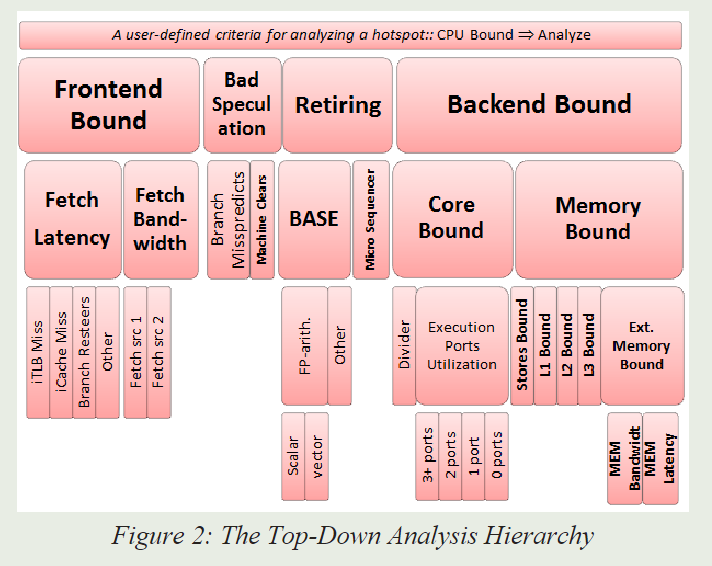 A user-defined criteria for analyzing a hotspot:: CPU Bound ⇒ Analyze
Frontend
Bound
Bad
Specul
ation
Retiring
Backend Bound
Fetch
Latency
Fetch
Band-
width
Branch
Misspredicts
Machine Clears
BASE
Micro Sequencer
Core
Bound
Memory
Bound
iTLB Miss
iCache Miss
Branch Resteers
Other
Fetch src 1
Fetch src 2
FP-arith.
Other
Divider
Execution
Ports
Utilization
Stores Bound
L1 Bound
L2 Bound
L3 Bound
Ext.
Memory
Bound
Scalar
vector
3+ ports
2 ports
1 port
0 ports
MEM
Bandwidt
MEM
Latency
Figure 2: The Top-Down Analysis Hierarchy